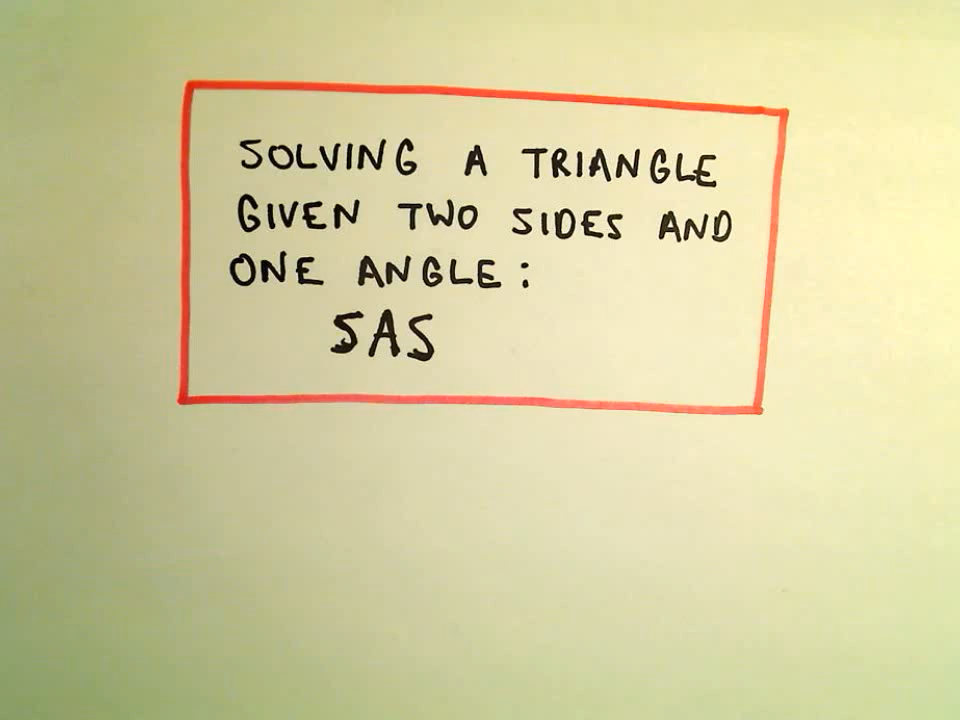 SOLVING A TRIANGLE
GIVEN TWO SIDES AND
ONE ANGLE:
SAS